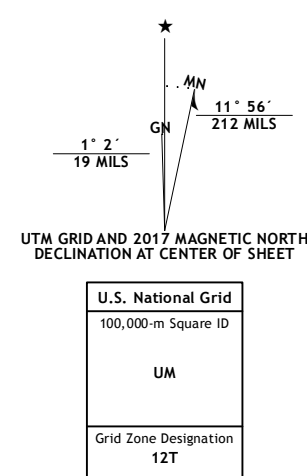 ★
MN
GN
11° 56´
212 MILS
1° 2´
19 MILS
UTM GRID AND 2017 MAGNETIC NORTH
DECLINATION AT CENTER OF SHEET
U.S. National Grid
100,000-m Square ID
UM
Grid Zone Designation
12T